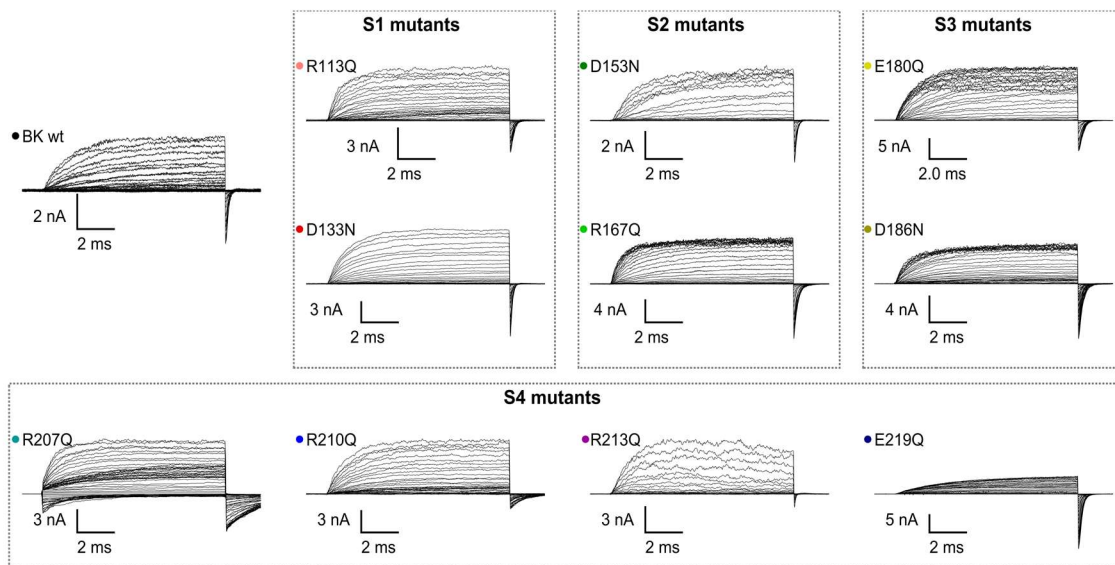 S1 mutants
S2 mutants
S3 mutants
R113Q
D153N
E180Q
BK wt
3 nA
2 ms
2 nA
2 ms
5 nA
2.0 ms
2 nA
2 ms
D133N
R167Q
D186N
3 nA
2 ms
4 nA
2 ms
4 nA
2 ms
S4 mutants
R207Q
R210Q
R213Q
E219Q
3 nA
2 ms
3 nA
2 ms
3 nA
2 ms
5 nA
2 ms